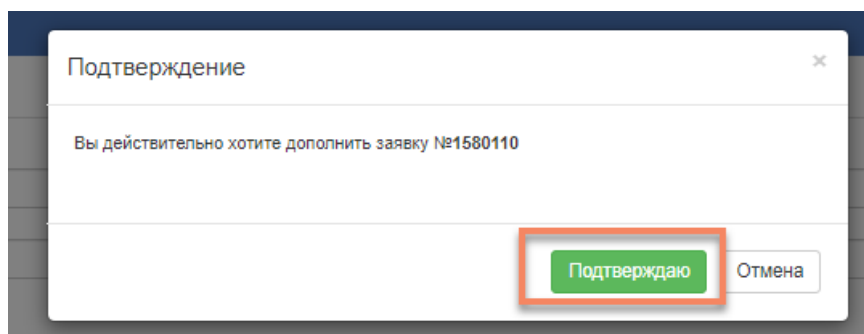 Подтверждение
×
Вы действительно хотите дополнить заявку №1580110
Подтверждаю
Отмена